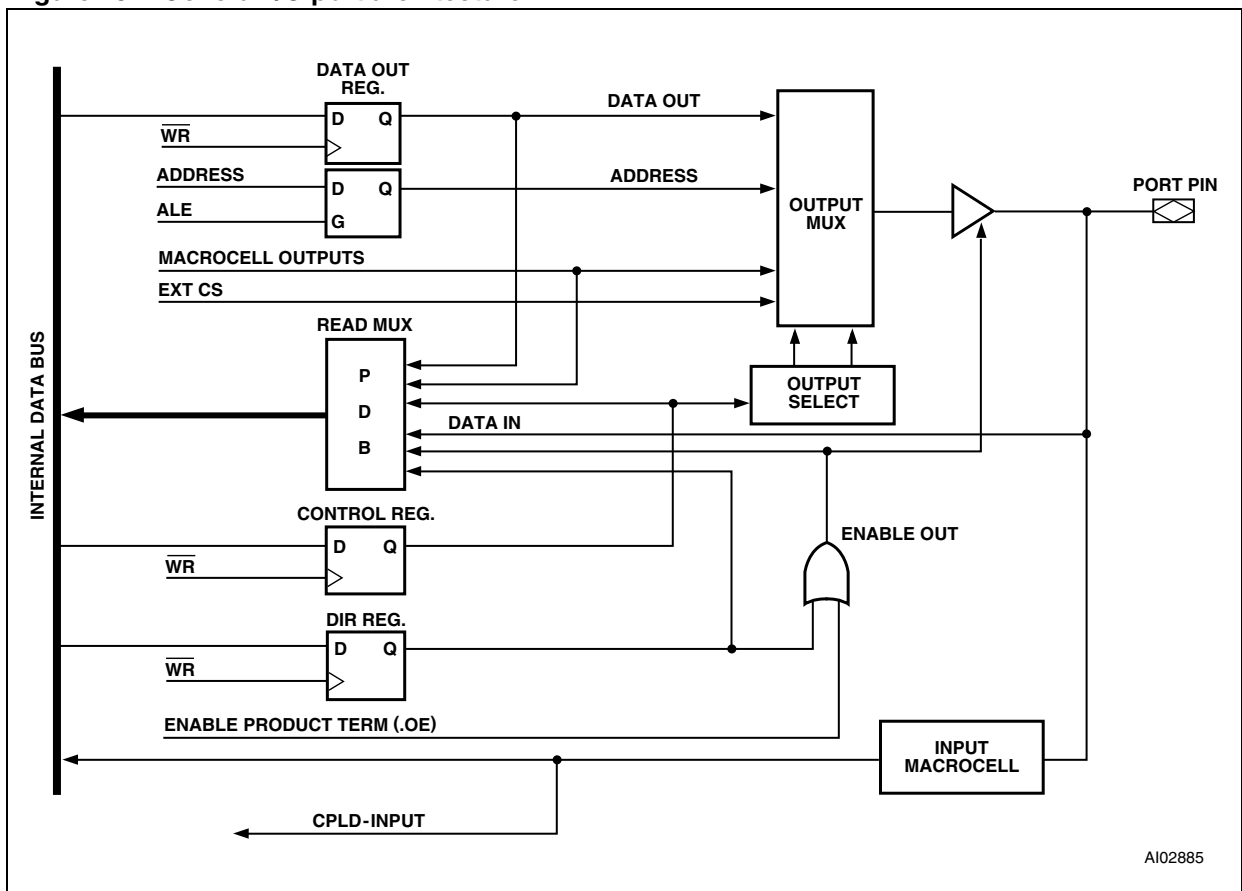 DATA OUT
REG.
D Q
DATA OUT
WR
ADDRESS
D Q
ADDRESS
ALE
G
OUTPUT
MUX
PORT PIN
MACROCELL OUTPUTS
EXT CS
READ MUX
P
D
B
OUTPUT
SELECT
DATA IN
INTERNAL DATA BUS
CONTROL REG.
D Q
WR
ENABLE OUT
DIR REG.
D Q
WR
ENABLE PRODUCT TERM (.OE)
INPUT
MACROCELL
CPLD-INPUT
AI02885